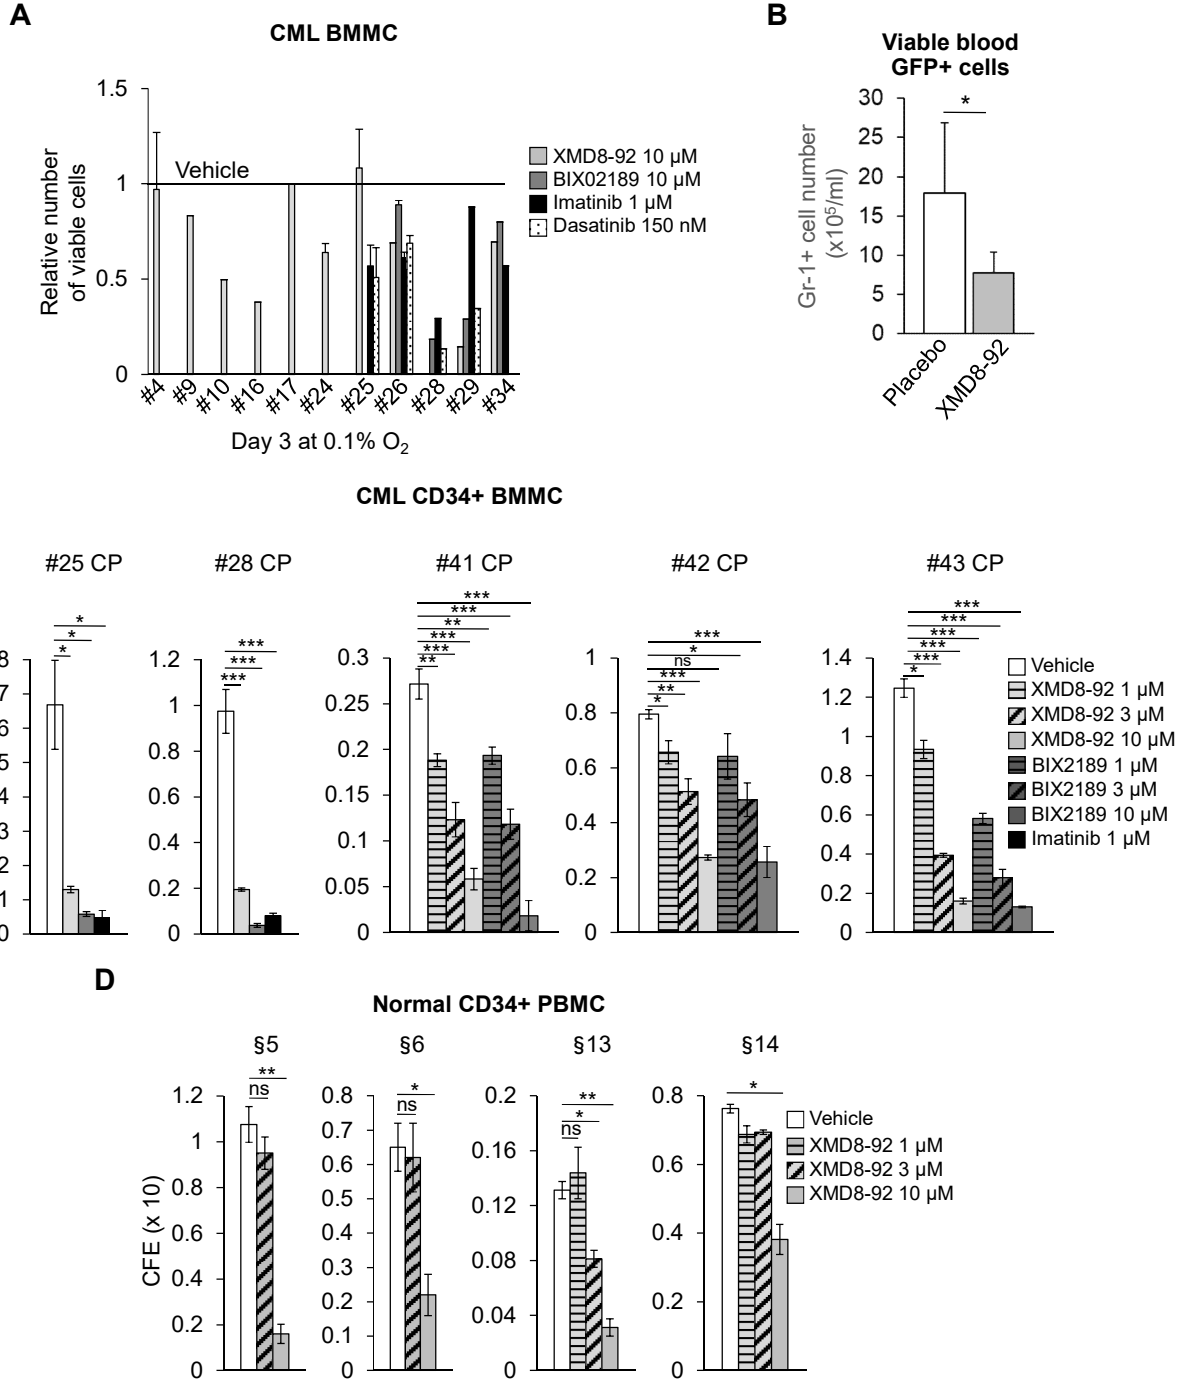 A
CML BMMC
1.5
1
0.5
0
Relative number
of viable cells
Vehicle
XMD8-92 10 µM
BIX02189 10 µM
Imatinib 1 µM
Dasatinib 150 nM
#4 #9 #10 #16 #17 #24 #25 #26 #28 #29 #34
Day 3 at 0.1% O₂
B
Viable blood
GFP+ cells
Gr-1+ cell number
(x10⁵/ml)
30
25
20
15
10
5
0
*
Placebo XMD8-92
CML CD34+ BMMC
#25 CP
*
*
*
8
7
6
5
4
3
2
1
0
#28 CP
***
***
***
1.2
1
0.8
0.6
0.4
0.2
0
#41 CP
***
***
**
***
***
**
0.3
0.25
0.2
0.15
0.1
0.05
0
#42 CP
***
*
ns
***
**
*
1
0.8
0.6
0.4
0.2
0
#43 CP
***
***
***
***
***
*
1.4
1.2
1
0.8
0.6
0.4
0.2
0
Vehicle
XMD8-92 1 µM
XMD8-92 3 µM
XMD8-92 10 µM
BIX2189 1 µM
BIX2189 3 µM
BIX2189 10 µM
Imatinib 1 µM
D
Normal CD34+ PBMC
CFE (x 10)
§5
**
ns
1.2
1
0.8
0.6
0.4
0.2
0
§6
*
ns
0.8
0.7
0.6
0.5
0.4
0.3
0.2
0.1
0
§13
**
*
ns
0.2
0.16
0.12
0.08
0.04
0
§14
*
0.8
0.6
0.4
0.2
0
Vehicle
XMD8-92 1 µM
XMD8-92 3 µM
XMD8-92 10 µM